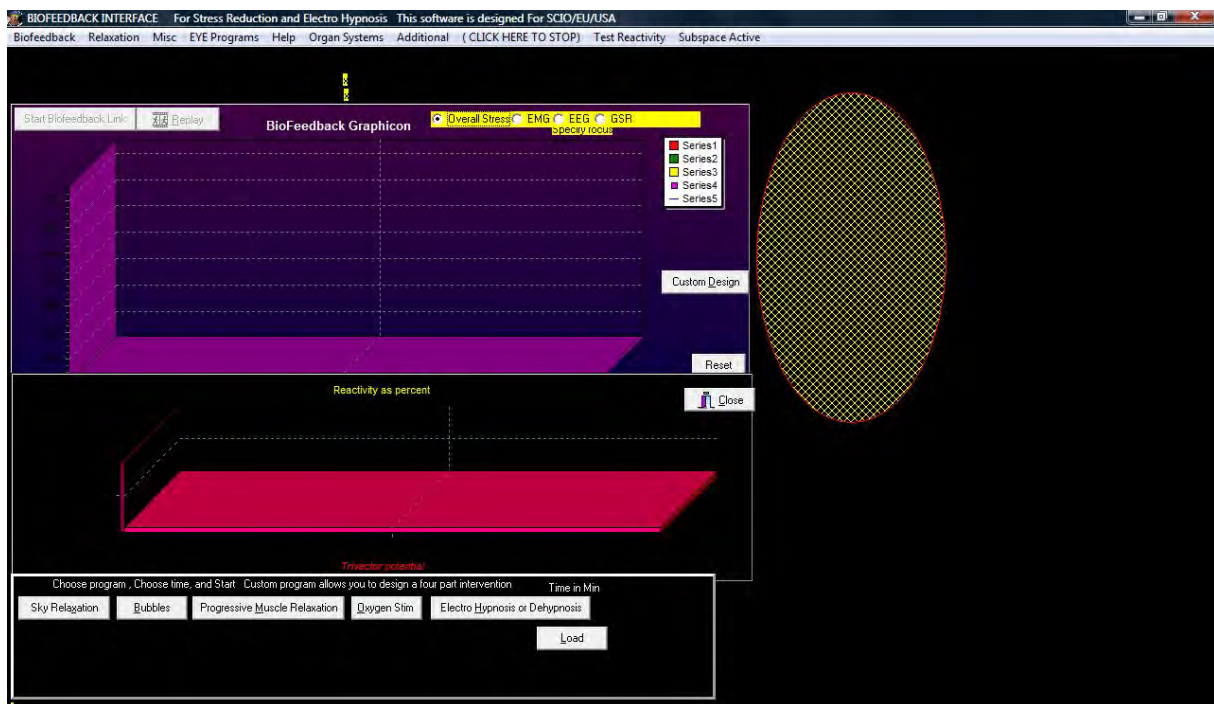 BIOFEEDBACK INTERFACE For Stress Reduction and Electro Hypnosis This software is designed For SCIO/EU/USA
Biofeedback Relaxation Misc EYE Programs Help Organ Systems Additional ( CLICK HERE TO STOP) Test Reactivity Subspace Active
x
x
Start Biofeedback Link Replay BioFeedback Graphicon Overall Stress EMG EEG GSR
Specify focus
Series1
Series2
Series3
Series4
Series5
Custom Design
Reset
Reactivity as percent
Close
Trivector potential
Choose program , Choose time, and Start Custom program allows you to design a four part intervention Time in Min
Sky Relaxation Bubbles Progressive Muscle Relaxation Oxygen Stim Electro Hypnosis or Dehypnosis
Load